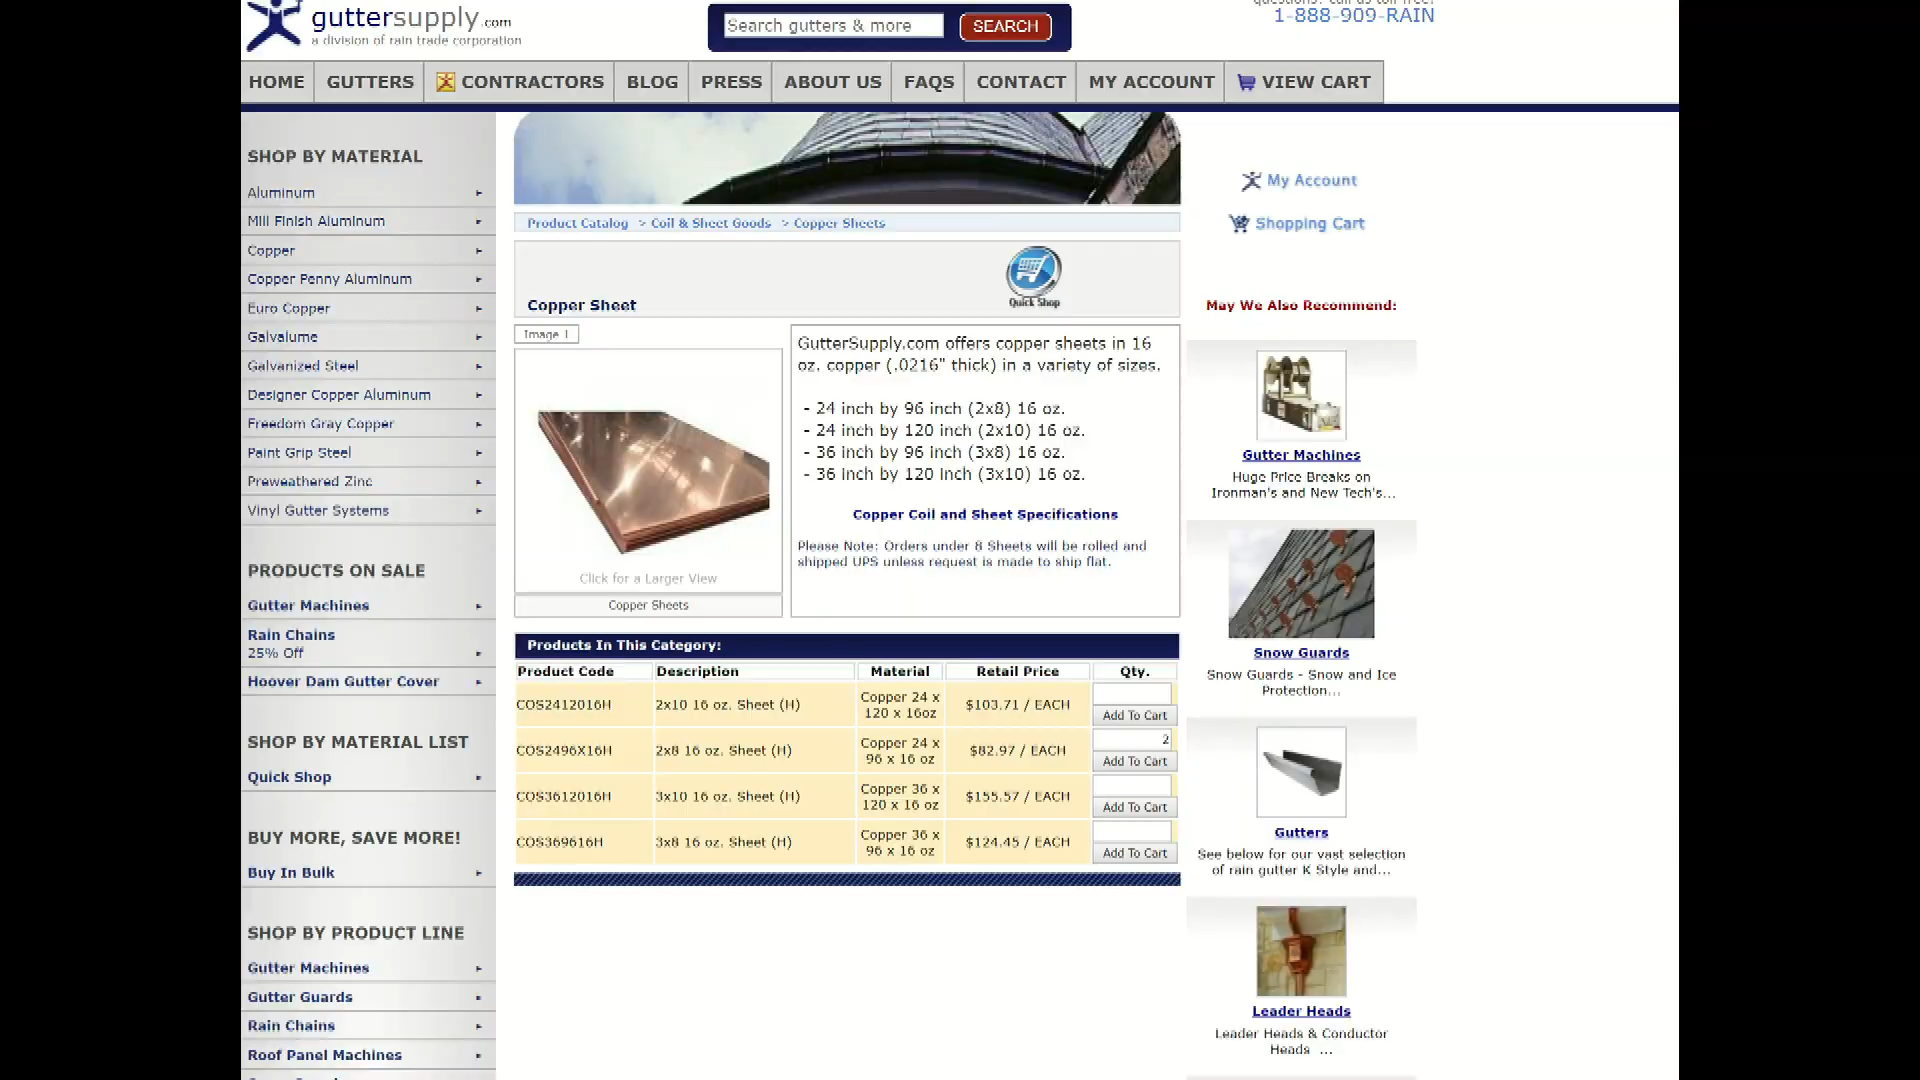 questions? call us toll free!
1-888-909-RAIN
guttersupply.com
a division of rain trade corporation
Search gutters & more
SEARCH
HOME
GUTTERS
CONTRACTORS
BLOG
PRESS
ABOUT US
FAQS
CONTACT
MY ACCOUNT
VIEW CART
SHOP BY MATERIAL
Aluminum
Mill Finish Aluminum
Copper
Copper Penny Aluminum
Euro Copper
Galvalume
Galvanized Steel
Designer Copper Aluminum
Freedom Gray Copper
Paint Grip Steel
Preweathered Zinc
Vinyl Gutter Systems
PRODUCTS ON SALE
Gutter Machines
Rain Chains
25% Off
Hoover Dam Gutter Cover
SHOP BY MATERIAL LIST
Quick Shop
BUY MORE, SAVE MORE!
Buy In Bulk
SHOP BY PRODUCT LINE
Gutter Machines
Gutter Guards
Rain Chains
Roof Panel Machines
Product Catalog > Coil & Sheet Goods > Copper Sheets
Quick Shop
Copper Sheet
Image 1
Click for a Larger View
Copper Sheets
GutterSupply.com offers copper sheets in 16
oz. copper (.0216" thick) in a variety of sizes.
- 24 inch by 96 inch (2x8) 16 oz.
- 24 inch by 120 inch (2x10) 16 oz.
- 36 inch by 96 inch (3x8) 16 oz.
- 36 inch by 120 inch (3x10) 16 oz.
Copper Coil and Sheet Specifications
Please Note: Orders under 8 Sheets will be rolled and
shipped UPS unless request is made to ship flat.
Products In This Category:
Product Code Description Material Retail Price Qty.
COS2412016H 2x10 16 oz. Sheet (H) Copper 24 x
120 x 16oz $103.71 / EACH
Add To Cart
COS2496X16H 2x8 16 oz. Sheet (H) Copper 24 x
96 x 16 oz $82.97 / EACH 2
Add To Cart
COS3612016H 3x10 16 oz. Sheet (H) Copper 36 x
120 x 16 oz $155.57 / EACH
Add To Cart
COS369616H 3x8 16 oz. Sheet (H) Copper 36 x
96 x 16 oz $124.45 / EACH
Add To Cart
My Account
Shopping Cart
May We Also Recommend:
Gutter Machines
Huge Price Breaks on
Ironman's and New Tech's...
Snow Guards
Snow Guards - Snow and Ice
Protection...
Gutters
See below for our vast selection
of rain gutter K Style and...
Leader Heads
Leader Heads & Conductor
Heads ...